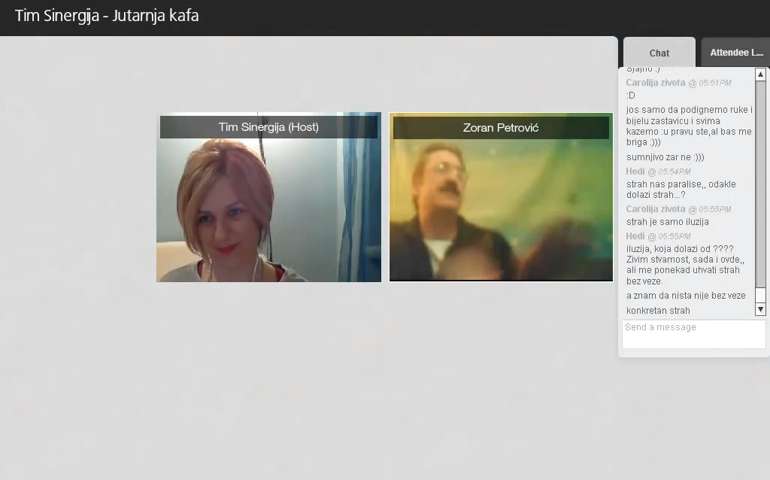 Tim Sinergija - Jutarnja kafa
Tim Sinergija (Host)
Zoran Petrović
Chat
Attendee L...
Sjajno :)
Carolija zivota @ 05:51PM
:D
jos samo da podignemo ruke i
bijelu zastavicu i svima
kazemo :u pravu ste,al bas me
briga :)))
sumnjivo zar ne :)))
Hedi @ 05:54PM
strah nas paralise,, odakle
dolazi strah...?
Carolija zivota @ 05:55PM
strah je samo iluzija
Hedi @ 05:55PM
iluzija, koja dolazi od ????
Zivim stvarnost, sada i ovde,,
ali me ponekad uhvati strah
bez veze.
a znam da nista nije bez veze
konkretan strah
Send a message